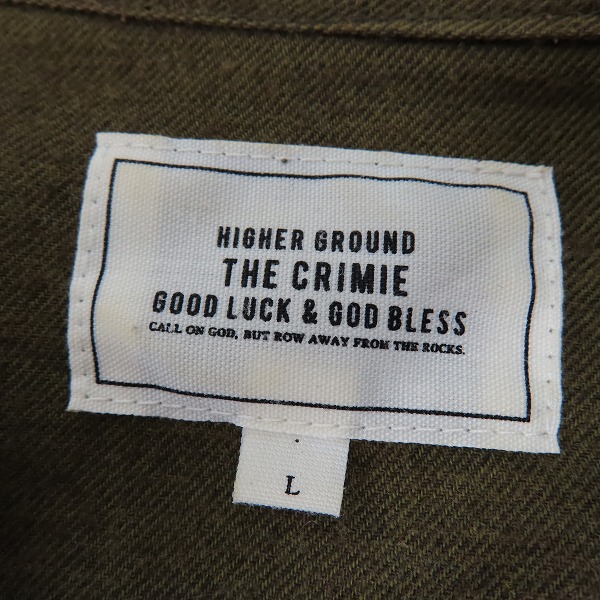 HIGHER GROUND
THE CRIMIE
GOOD LUCK & GOD BLESS
CALL ON GOD, BUT ROW AWAY FROM THE ROCKS.
L